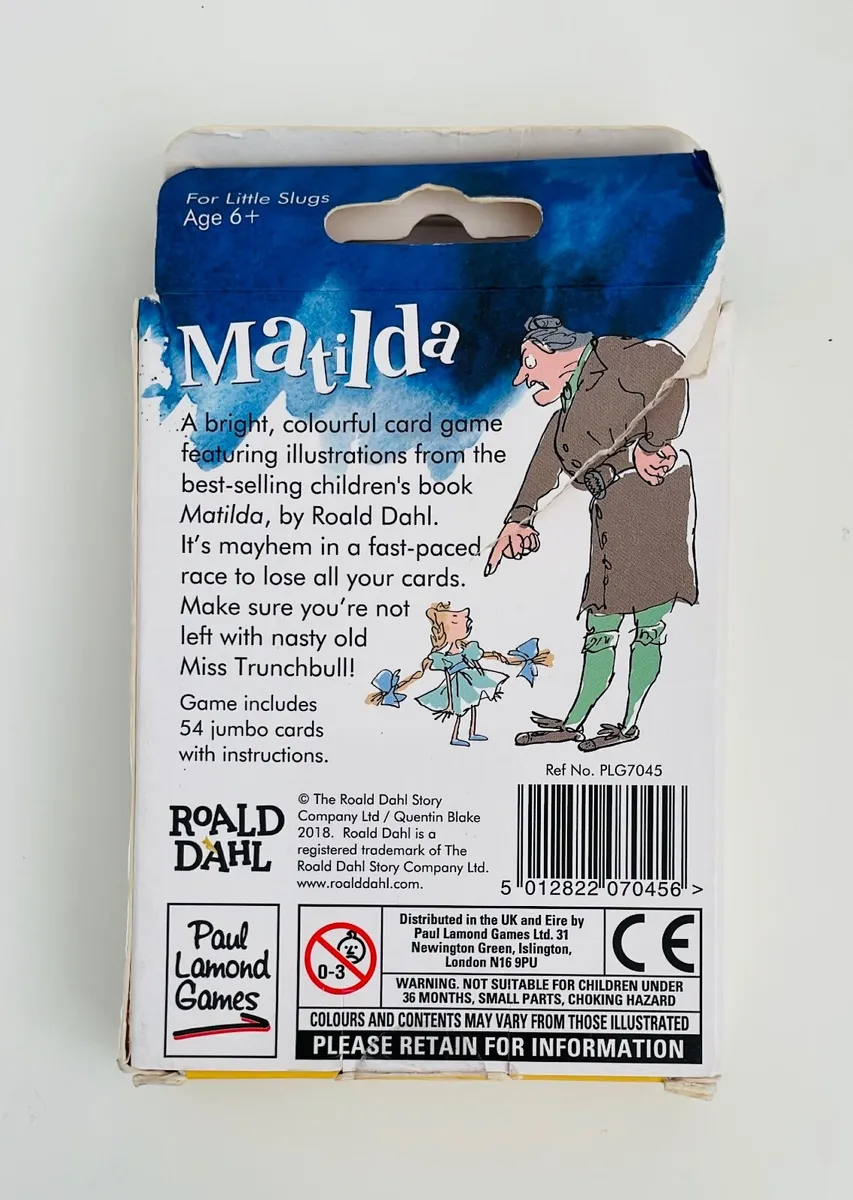 For Little Slugs
Age 6+
Matilda
A bright, colourful card game
featuring illustrations from the
best-selling children's book
Matilda, by Roald Dahl.
It's mayhem in a fast-paced
race to lose all your cards.
Make sure you're not
left with nasty old
Miss Trunchbull!
Game includes
54 jumbo cards
with instructions.
Ref No. PLG7045
ROALD
DAHL
© The Roald Dahl Story
Company Ltd / Quentin Blake
2018. Roald Dahl is a
registered trademark of The
Roald Dahl Story Company Ltd.
www.roalddahl.com.
5 012822 070456 >
Paul
Lamond
Games
0-3
Distributed in the UK and Eire by
Paul Lamond Games Ltd. 31
Newington Green, Islington,
London N16 9PU
CE
WARNING. NOT SUITABLE FOR CHILDREN UNDER
36 MONTHS, SMALL PARTS, CHOKING HAZARD
COLOURS AND CONTENTS MAY VARY FROM THOSE ILLUSTRATED
PLEASE RETAIN FOR INFORMATION